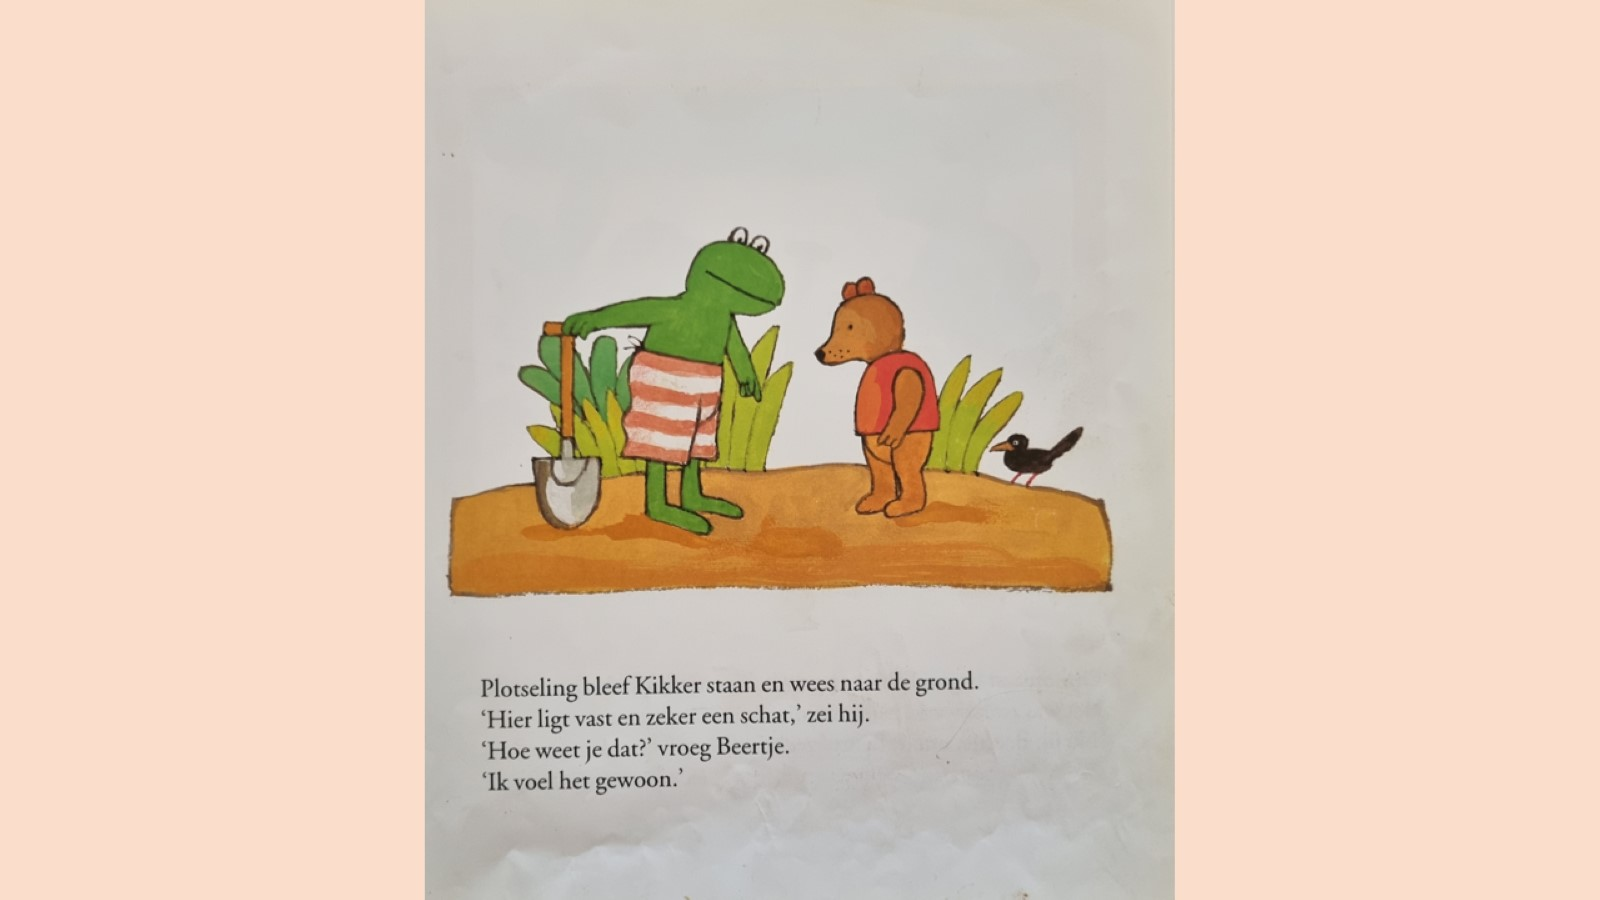 Plotseling bleef Kikker staan en wees naar de grond.
‘Hier ligt vast en zeker een schat,’ zei hij.
‘Hoe weet je dat?’ vroeg Beertje.
‘Ik voel het gewoon.’